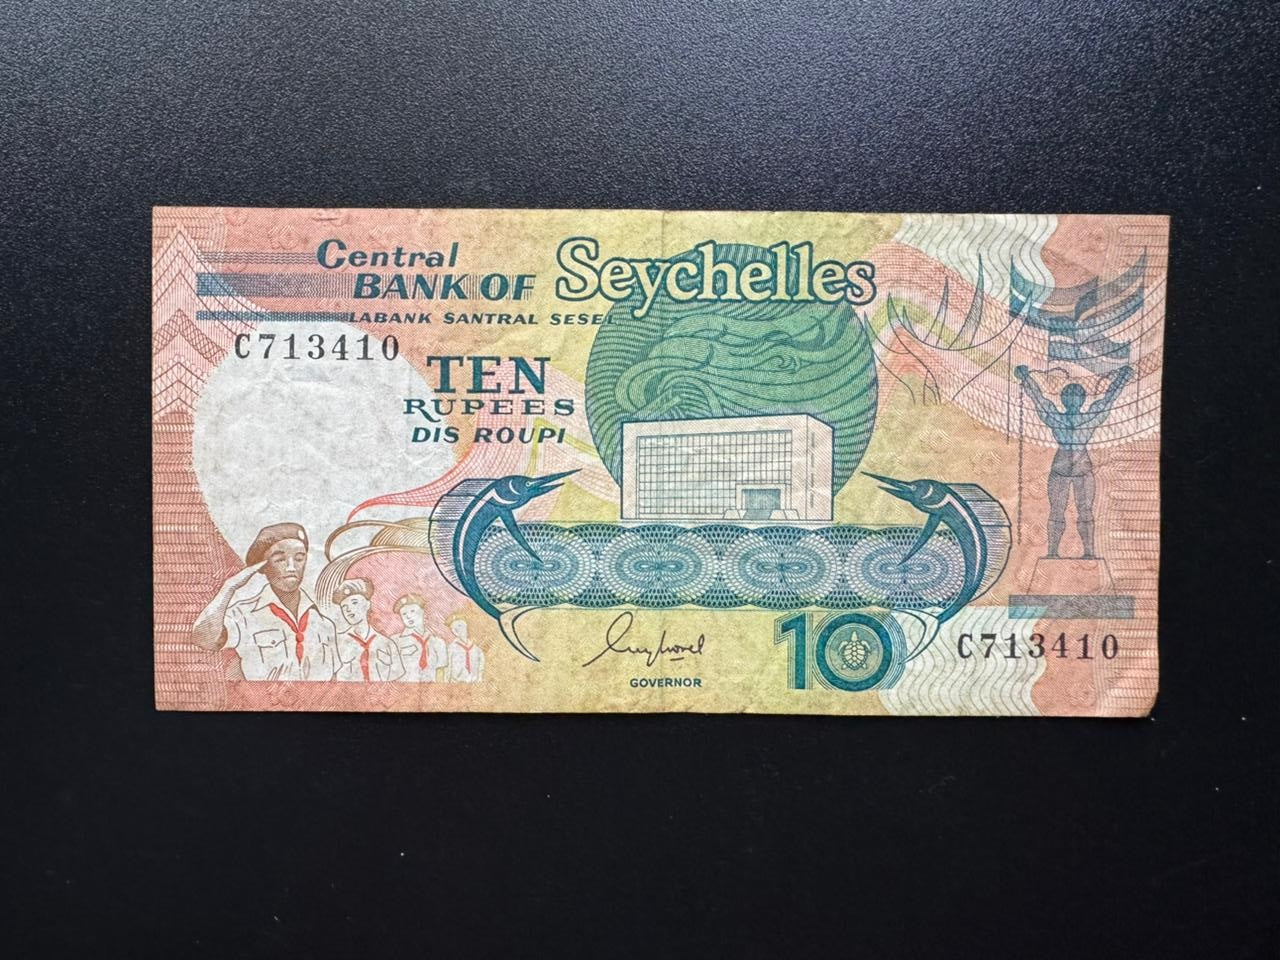 Central
BANK OF Seychelles
LABANK SANTRAL SESEL
C713410
TEN
RUPEES
DIS ROUPI
GOVERNOR
10
C713410